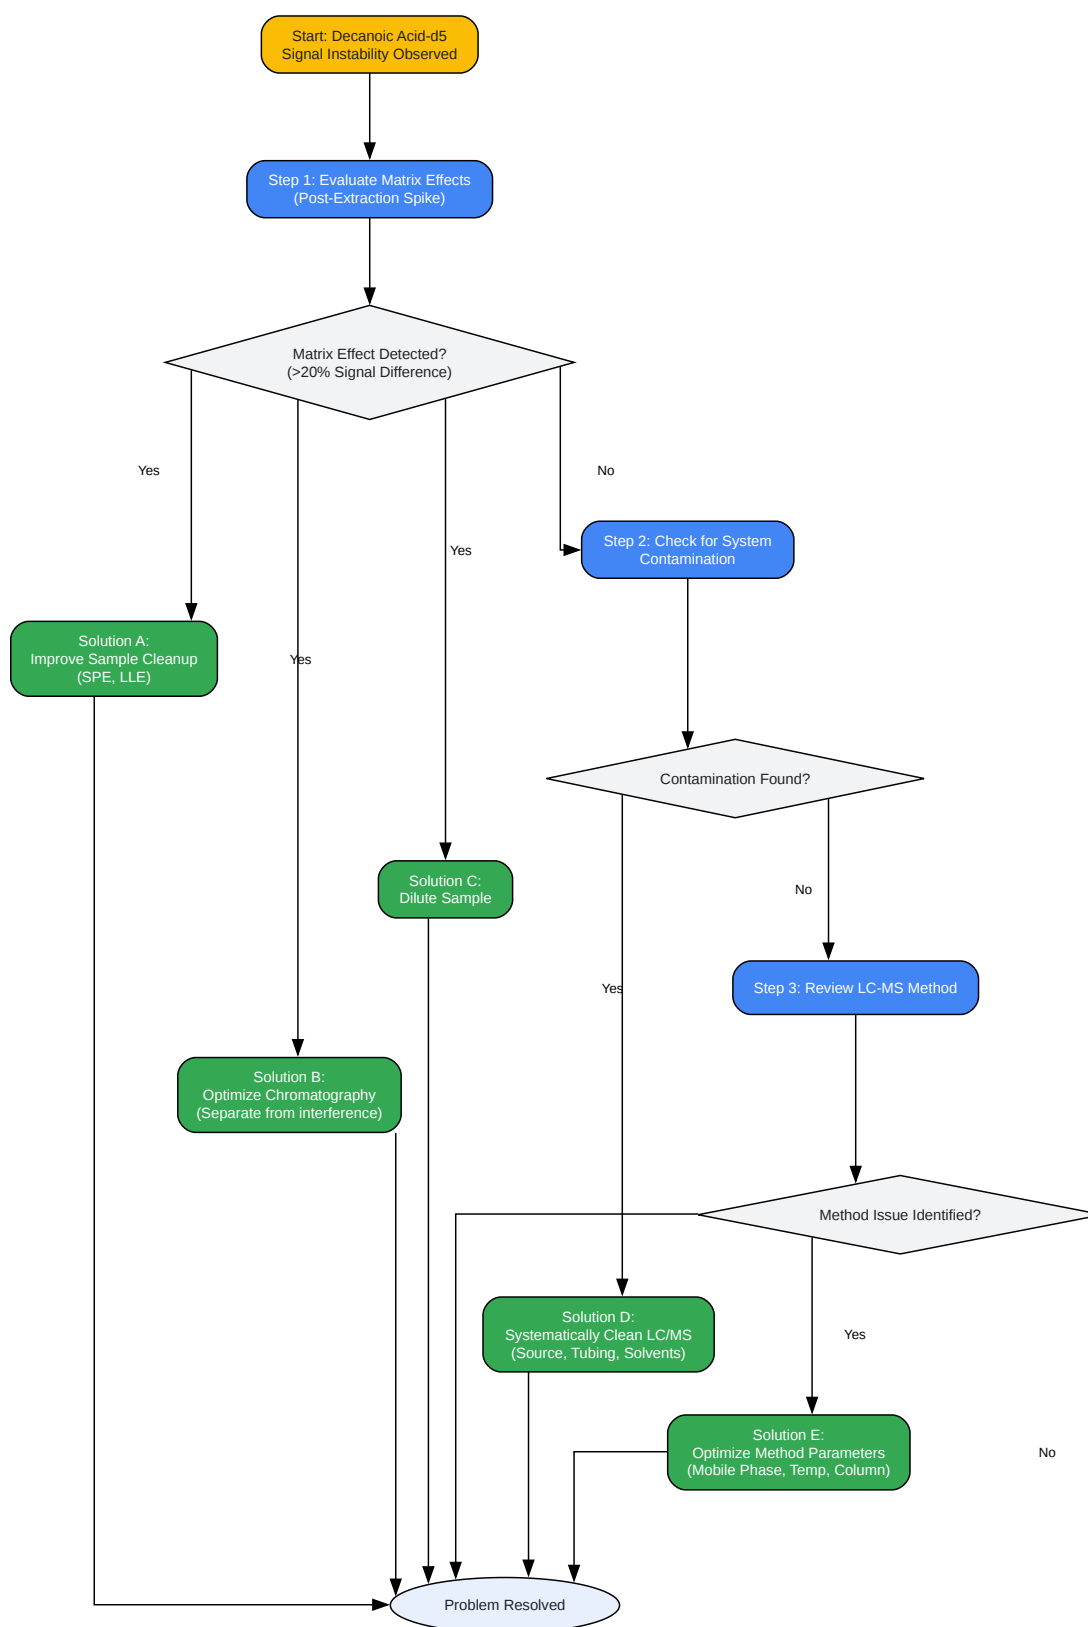 Start: Decanoic Acid-d5
Signal Instability Observed
Step 1: Evaluate Matrix Effects
(Post-Extraction Spike)
Matrix Effect Detected?
(>20% Signal Difference)
Yes
No
Yes
Step 2: Check for System
Contamination
Solution A:
Improve Sample Cleanup
(SPE, LLE)
Yes
Contamination Found?
Solution C:
Dilute Sample
No
Yes
Step 3: Review LC-MS Method
Solution B:
Optimize Chromatography
(Separate from interference)
Method Issue Identified?
Solution D:
Systematically Clean LC/MS
(Source, Tubing, Solvents)
Yes
Solution E:
Optimize Method Parameters
(Mobile Phase, Temp, Column)
No
Problem Resolved